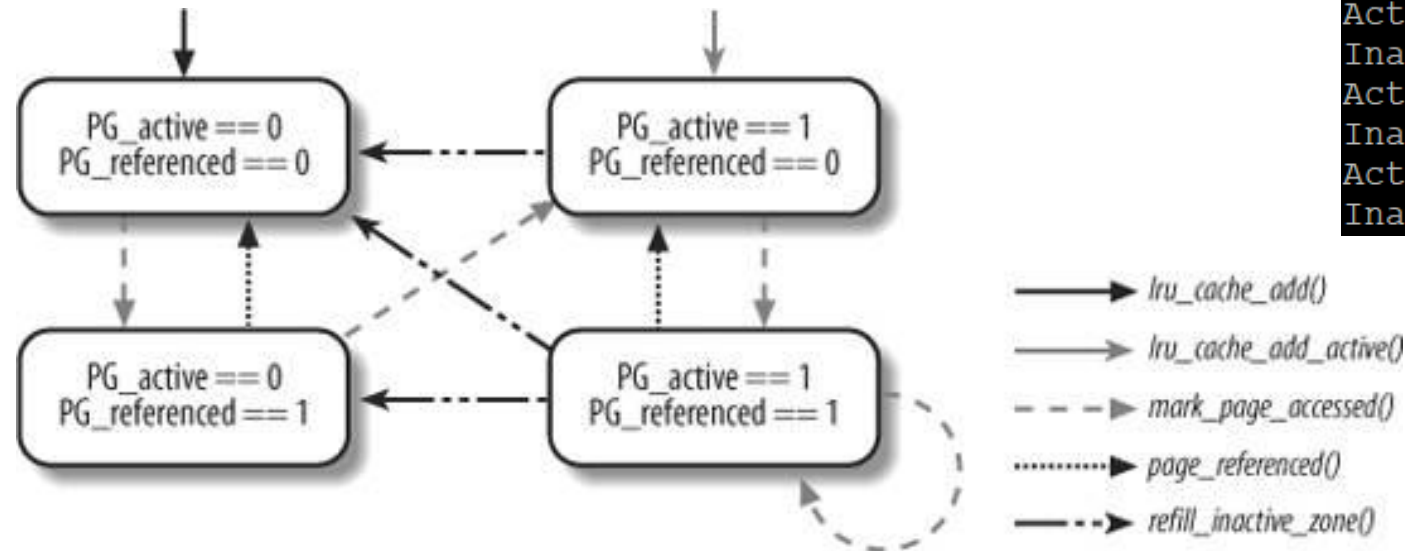 Act
Ina
Act
Ina
Act
Ina
PG_active == 0
PG_referenced == 0
PG_active == 1
PG_referenced == 0
PG_active == 0
PG_referenced == 1
PG_active == 1
PG_referenced == 1
lru_cache_add()
lru_cache_add_active()
mark_page_accessed()
page_referenced()
refill_inactive_zone()